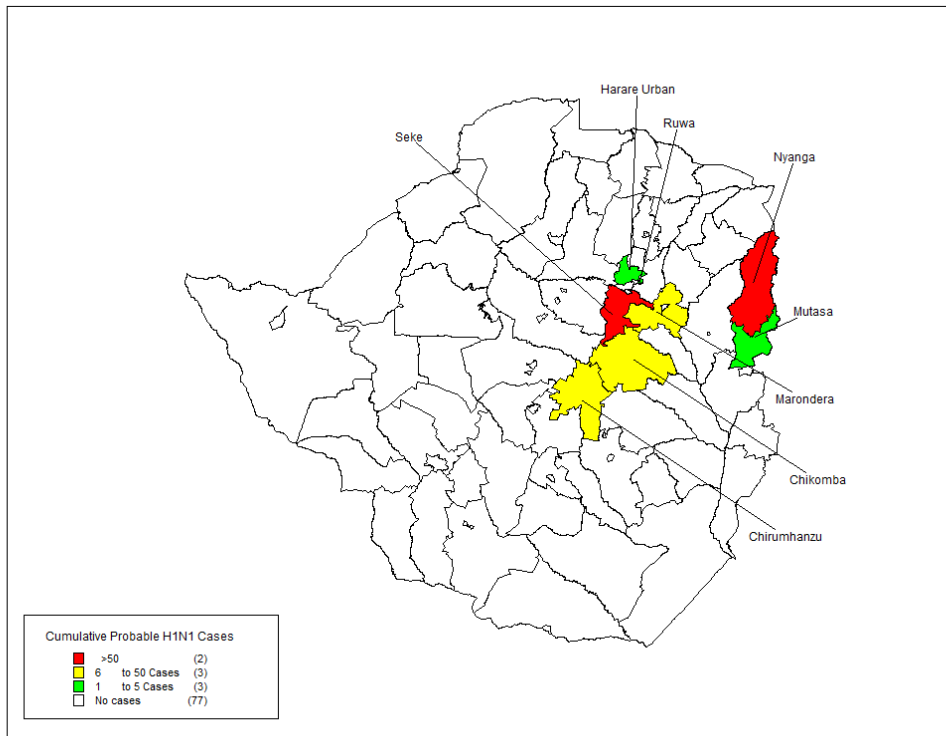 Harare Urban
Ruwa
Seke
Nyanga
Mutasa
Marondera
Chikomba
Chirumhanzu
Cumulative Probable H1N1 Cases
>50 (2)
6 to 50 Cases (3)
1 to 5 Cases (3)
No cases (77)